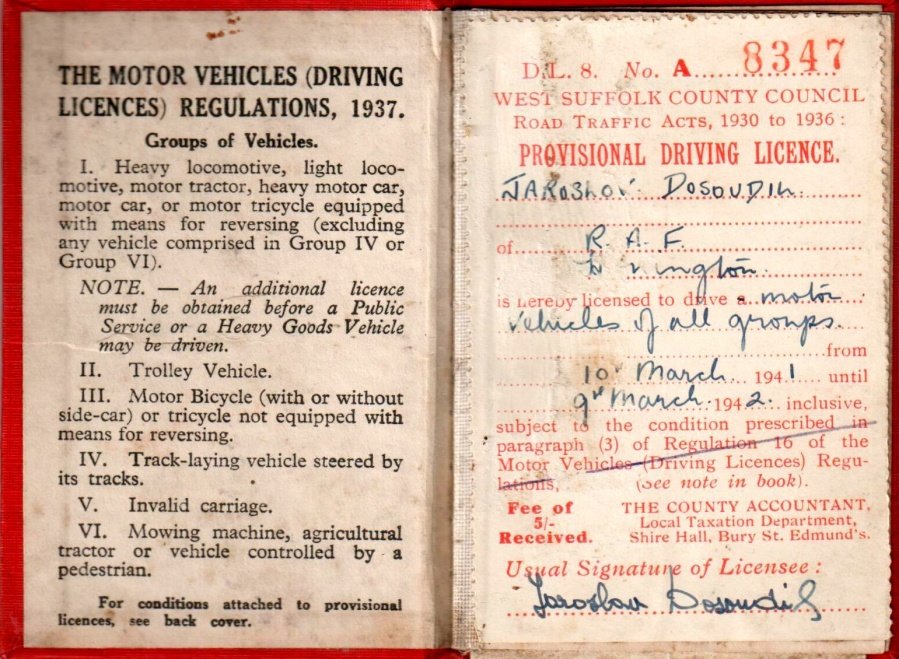 THE MOTOR VEHICLES (DRIVING
LICENCES) REGULATIONS, 1937.
Groups of Vehicles.
I. Heavy locomotive, light loco-
motive, motor tractor, heavy motor car,
motor car, or motor tricycle equipped
with means for reversing (excluding
any vehicle comprised in Group IV or
Group VI).
NOTE. — An additional licence
must be obtained before a Public
Service or a Heavy Goods Vehicle
may be driven.
II. Trolley Vehicle.
III. Motor Bicycle (with or without
side-car) or tricycle not equipped with
means for reversing.
IV. Track-laying vehicle steered by
its tracks.
V. Invalid carriage.
VI. Mowing machine, agricultural
tractor or vehicle controlled by a
pedestrian.
For conditions attached to provisional
licences, see back cover.
D.L. 8. No. A 8347
WEST SUFFOLK COUNTY COUNCIL
ROAD TRAFFIC ACTS, 1930 to 1936:
PROVISIONAL DRIVING LICENCE.
DOSOUDIL
of R.A.F.
is hereby licensed to drive a motor
vehicles of all groups.
from
10th March 1941 until
9th March 1942 inclusive,
subject to the condition prescribed in
paragraph (3) of Regulation 16 of the
Motor Vehicles (Driving Licences) Regu-
lations, (See note in book).
Fee of
5/-
Received.
THE COUNTY ACCOUNTANT,
Local Taxation Department,
Shire Hall, Bury St. Edmund's.
Usual Signature of Licensee:
Jaroslav Dosoudil